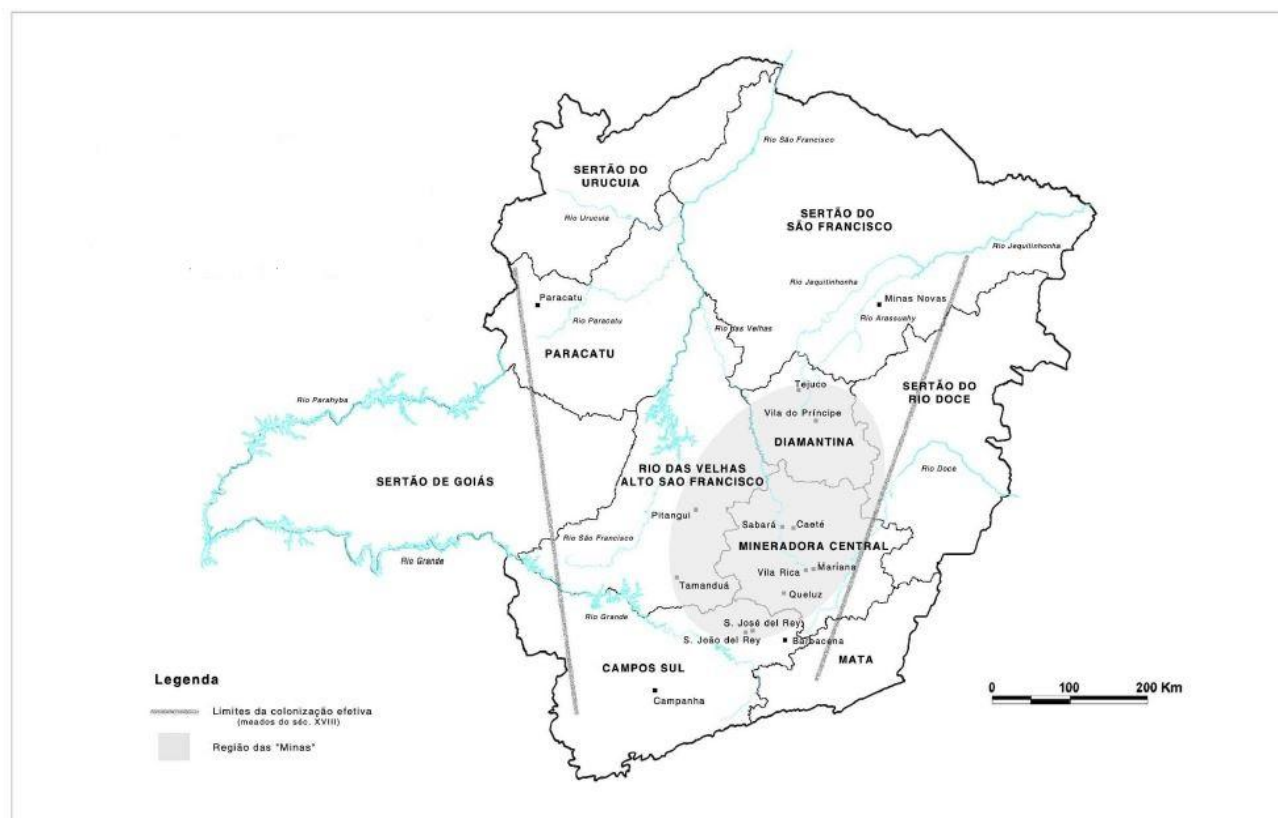 Rio São Francisco
SERTÃO DO
URUCUIA
Rio Urucuia
SERTÃO DO
SÃO FRANCISCO
Rio Jaquitinhonha
Rio Jaquitinhonha
Paracatu
Minas Novas
Rio Paracatu
Rio Arassuahy
Rio das Velhas
PARACATU
Tejuco
SERTÃO DO
RIO DOCE
Rio Parahyba
Vila do Príncipe
DIAMANTINA
RIO DAS VELHAS
ALTO SAO FRANCISCO
Rio Doce
SERTÃO DE GOIÁS
Pitangui
Sabará
Caeté
Rio São Francisco
MINERADORA CENTRAL
Rio Grande
Vila Rica
Mariana
Tamanduá
Queluz
Rio Grande
S. José del Rey
S. João del Rey
Barbacena
MATA
CAMPOS SUL
Campanha
Legenda
Limites da colonização efetiva
(meados do séc. XVIII)
Região das "Minas"
0 100 200 Km